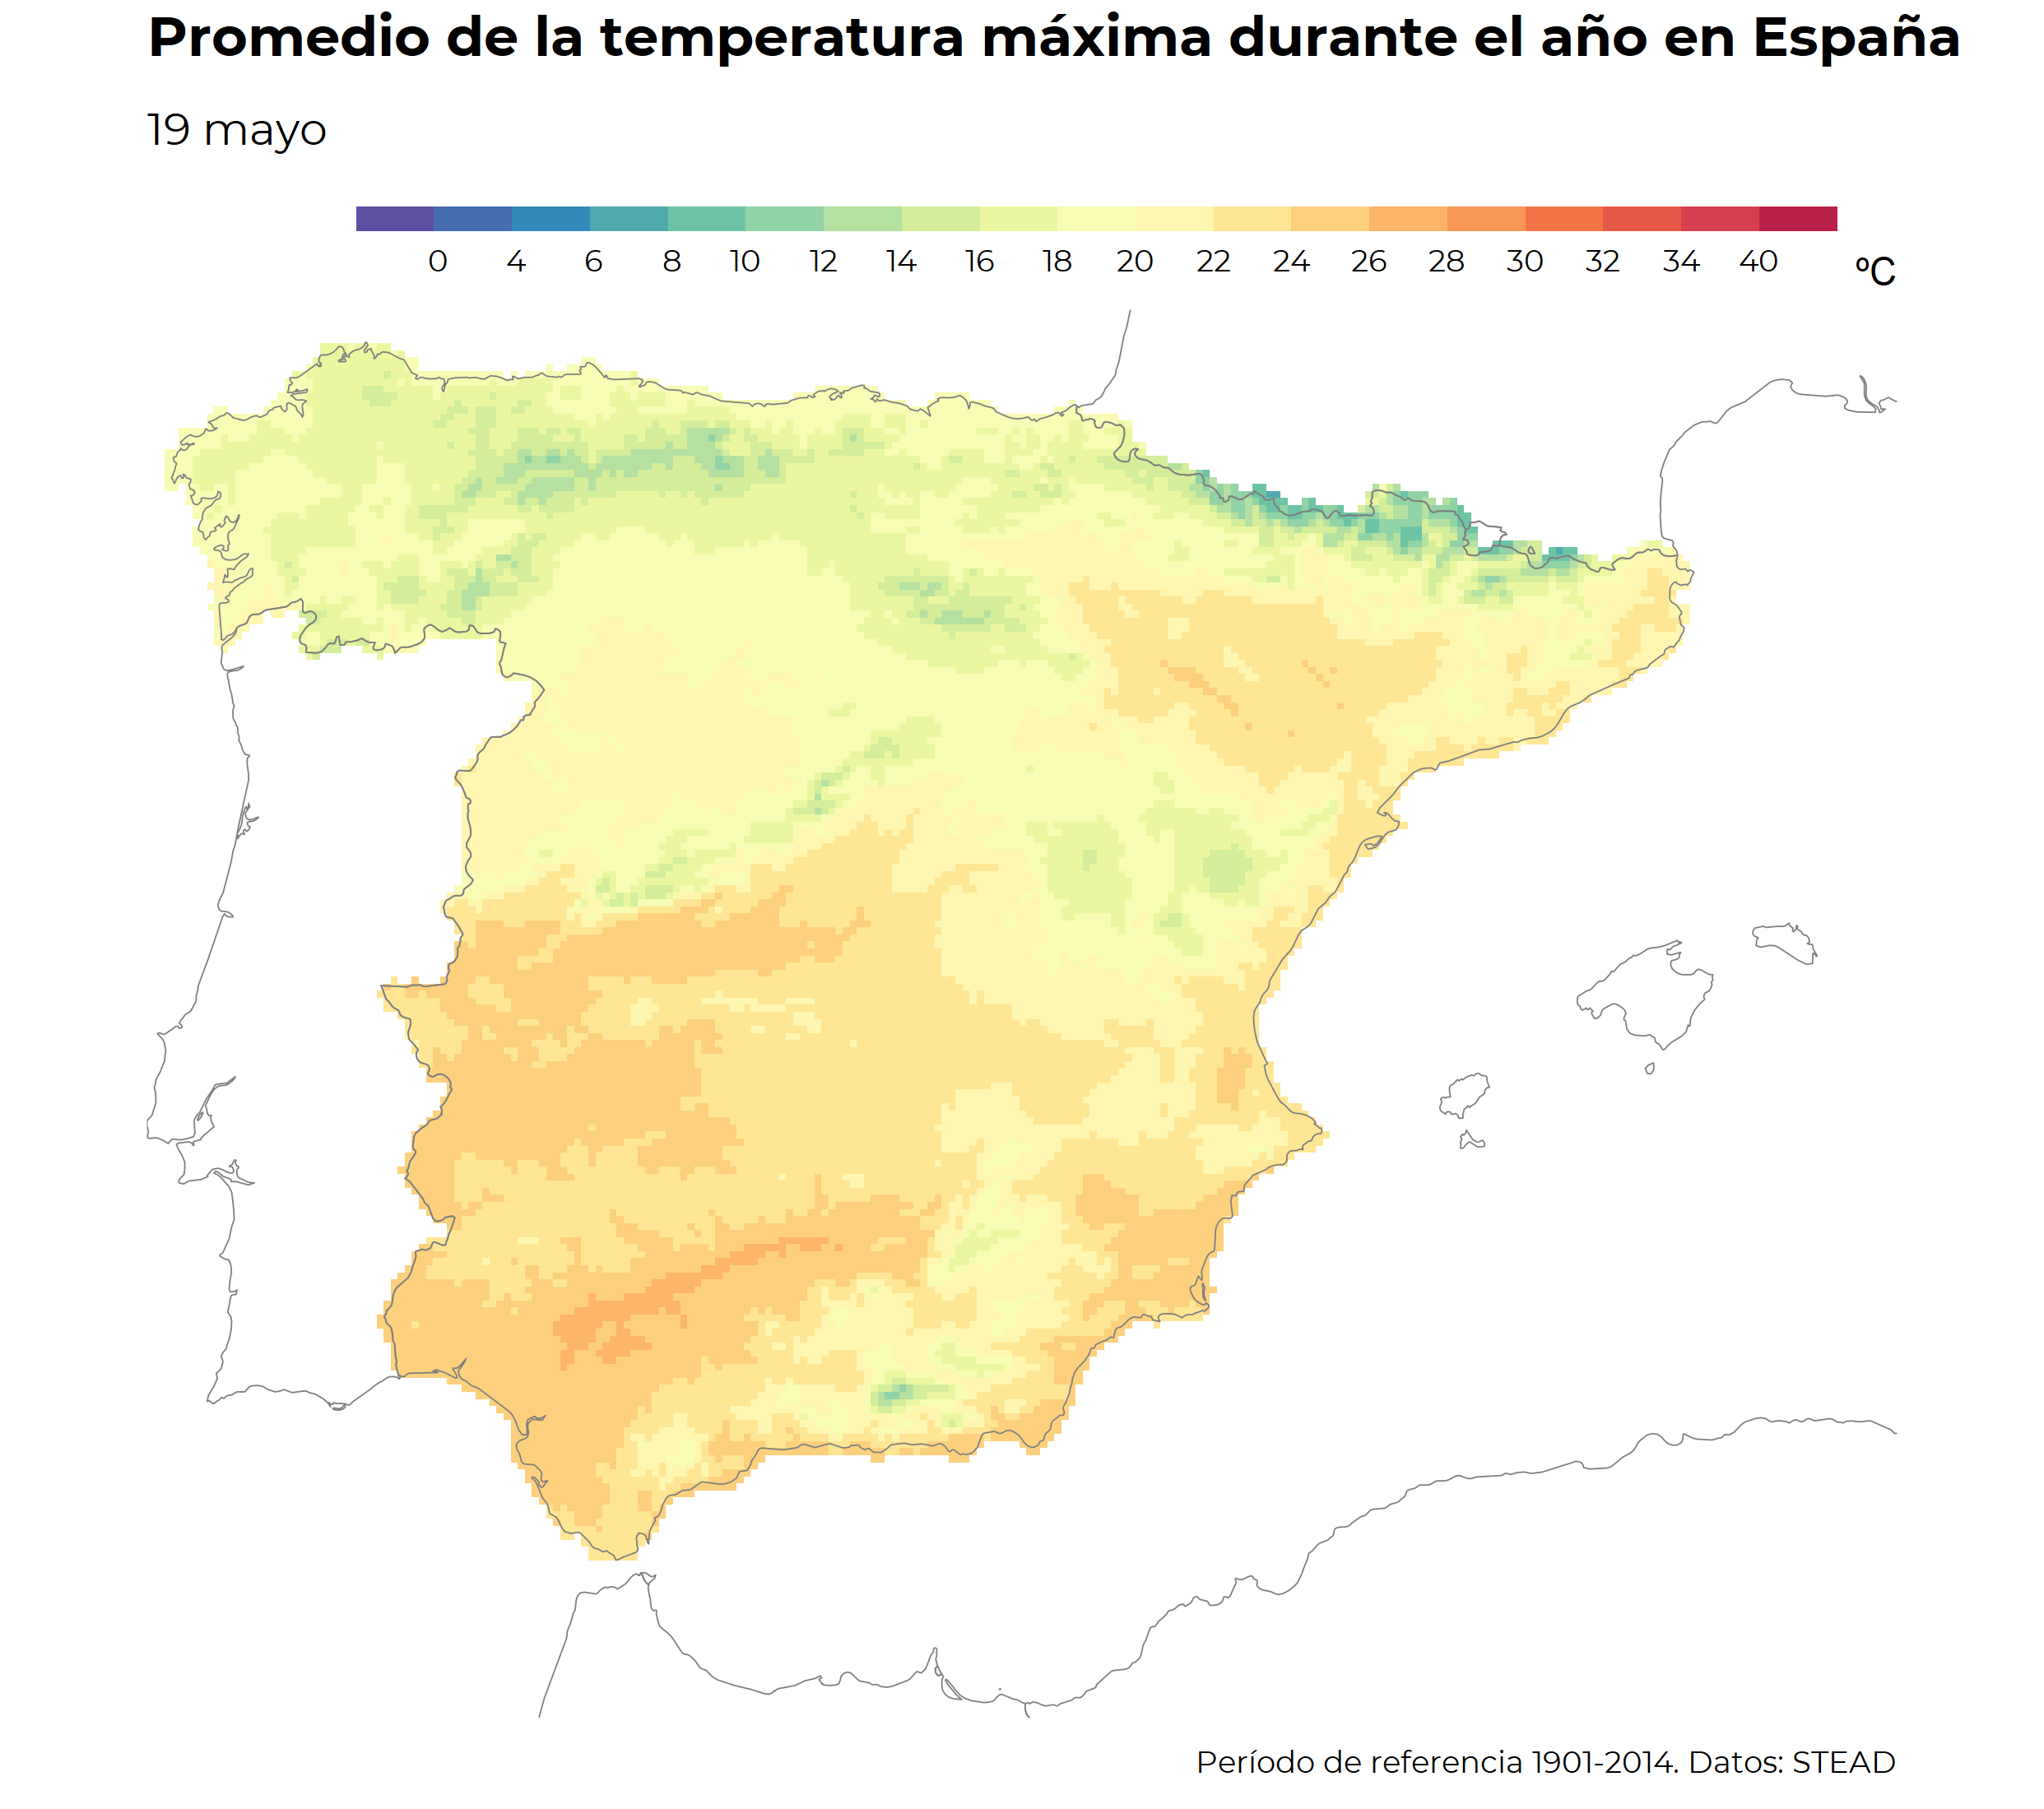 Promedio de la temperatura máxima durante el año en España
19 mayo
0 4 6 8 10 12 14 16 18 20 22 24 26 28 30 32 34 40 ºC
Período de referencia 1901-2014. Datos: STEAD